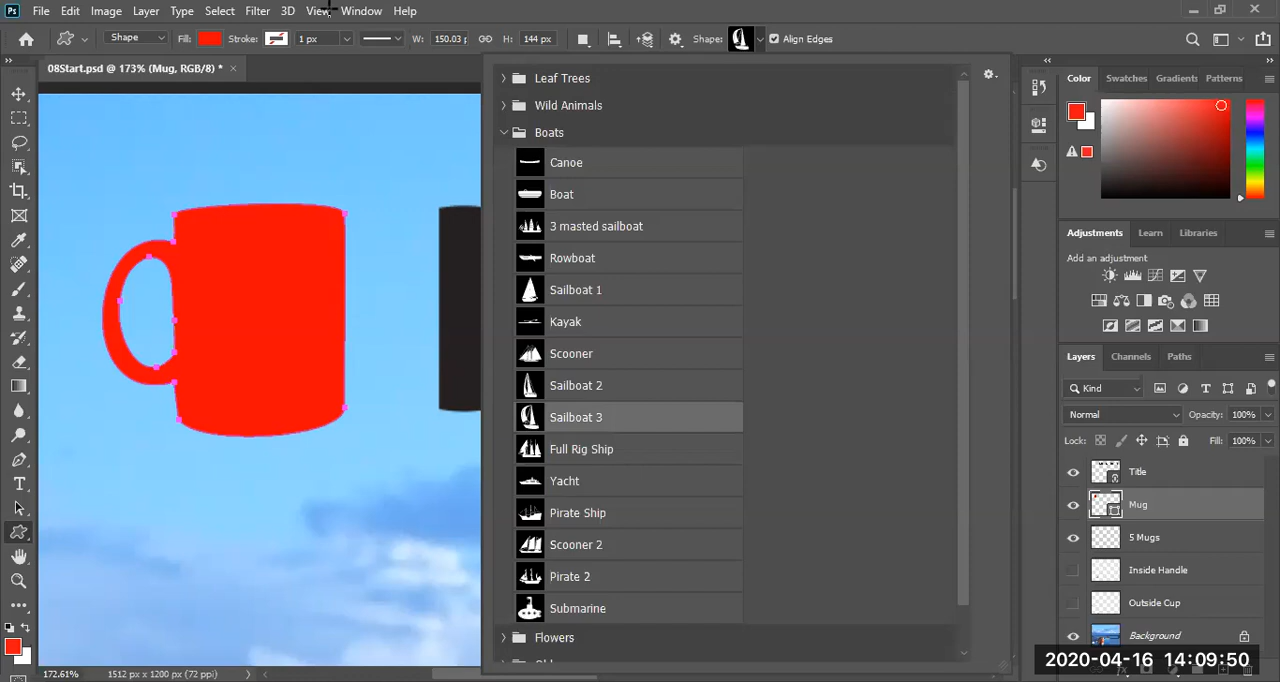 Ps File Edit Image Layer Type Select Filter 3D View Window Help
Shape Fill: Stroke: 1 px W: 150.03 H: 144 px Shape: Align Edges
08Start.psd @ 173% (Mug, RGB/8) * ×
Leaf Trees
Wild Animals
Boats
Canoe
Boat
3 masted sailboat
Rowboat
Sailboat 1
Kayak
Scooner
Sailboat 2
Sailboat 3
Full Rig Ship
Yacht
Pirate Ship
Scooner 2
Pirate 2
Submarine
Flowers
Color Swatches Gradients Patterns
Adjustments Learn Libraries
Add an adjustment
Layers Channels Paths
Kind
Normal Opacity: 100%
Lock: Fill: 100%
Title
Mug
5 Mugs
Inside Handle
Outside Cup
Background
172.61% 1512 px x 1200 px (72 ppi)
2020-04-16 14:09:50